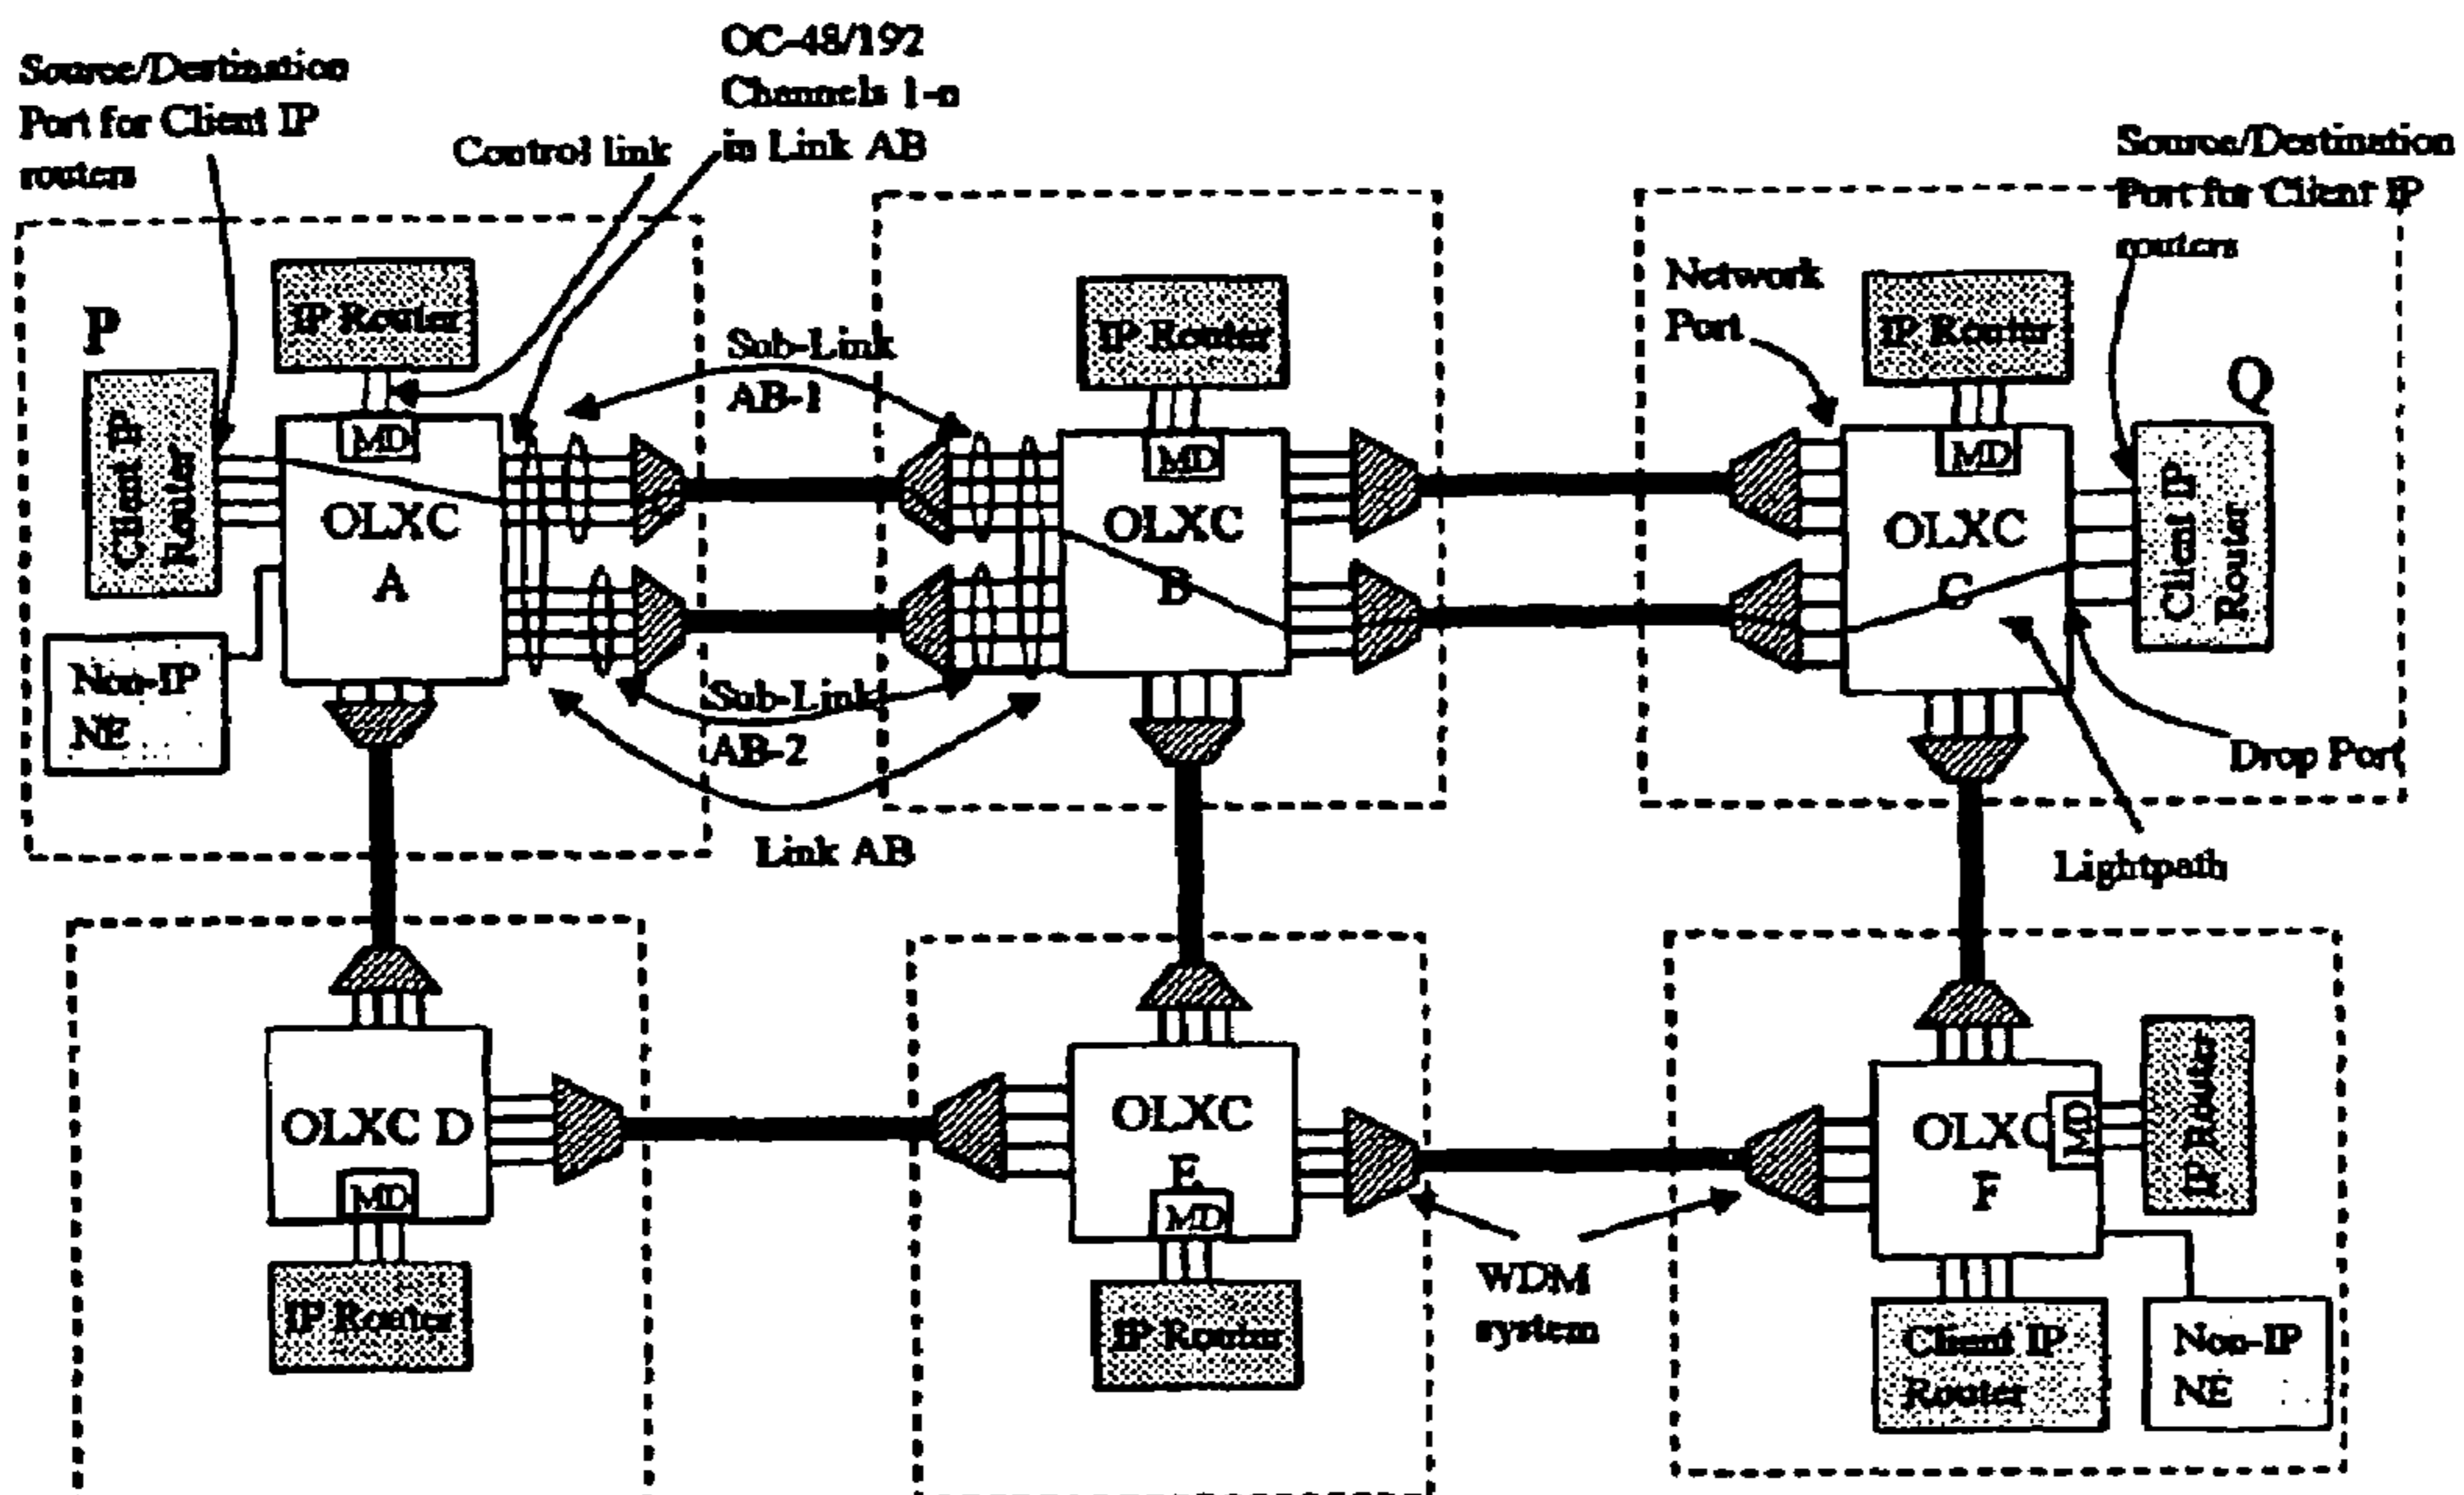 Source/Destination
Port for Client IP
routers
OC-48/192
Channels 1-n
in Link AB
Control link
Source/Destination
Port for Client IP
routers
P
IP Router
Client IP
Router
MD
OLXC
A
Non-IP
NE
Sub-Link
AB-1
Sub-Link
AB-2
Link AB
IP Router
MD
OLXC
B
Network
Port
IP Router
MD
OLXC
C
Q
Client IP
Router
Drop Port
Lightpath
OLXC D
MD
IP Router
OLXC
E
MD
IP Router
WDM
system
OLXC
F
MD
IP Router
Client IP
Router
Non-IP
NE